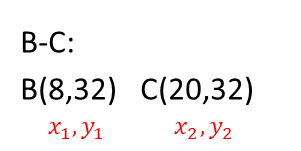 B-C:
B(8,32) C(20,32)
x₁, y₁ x₂, y₂